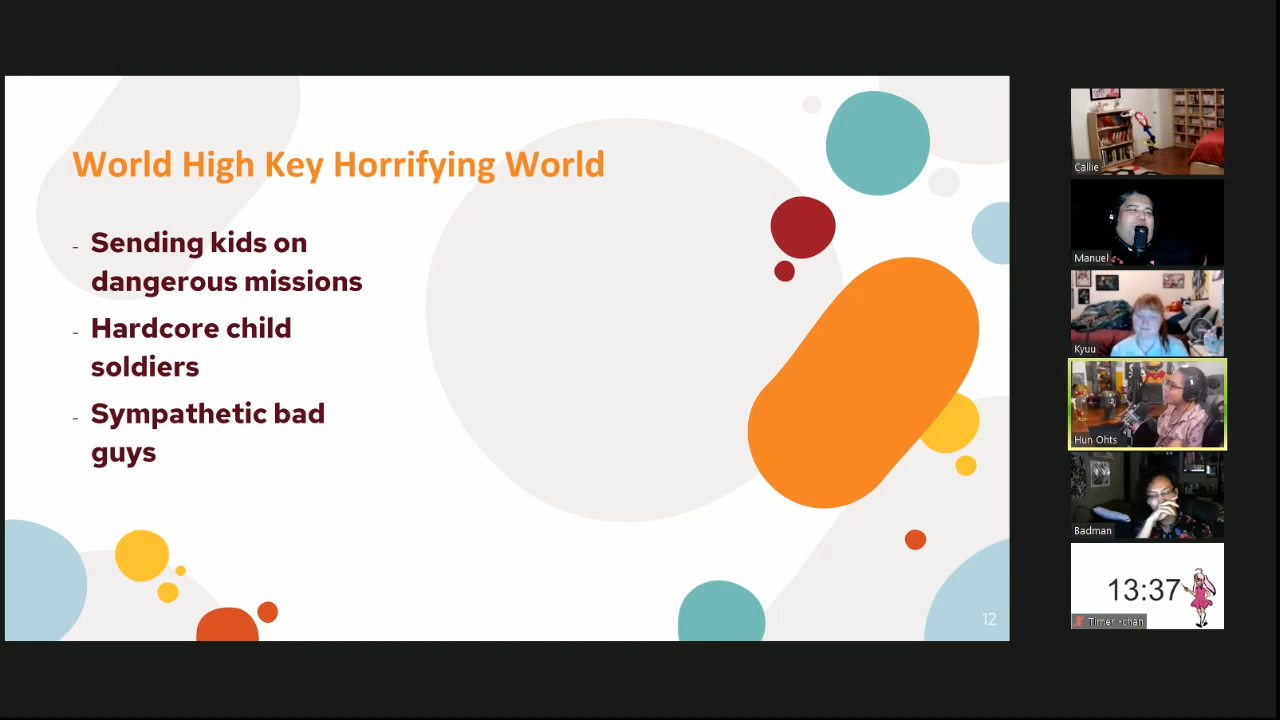 World High Key Horrifying World
- Sending kids on
dangerous missions
- Hardcore child
soldiers
- Sympathetic bad
guys
12
Callie
Manuel
Kyuu
Hun Ohts
Badman
13:37
Timer -chan